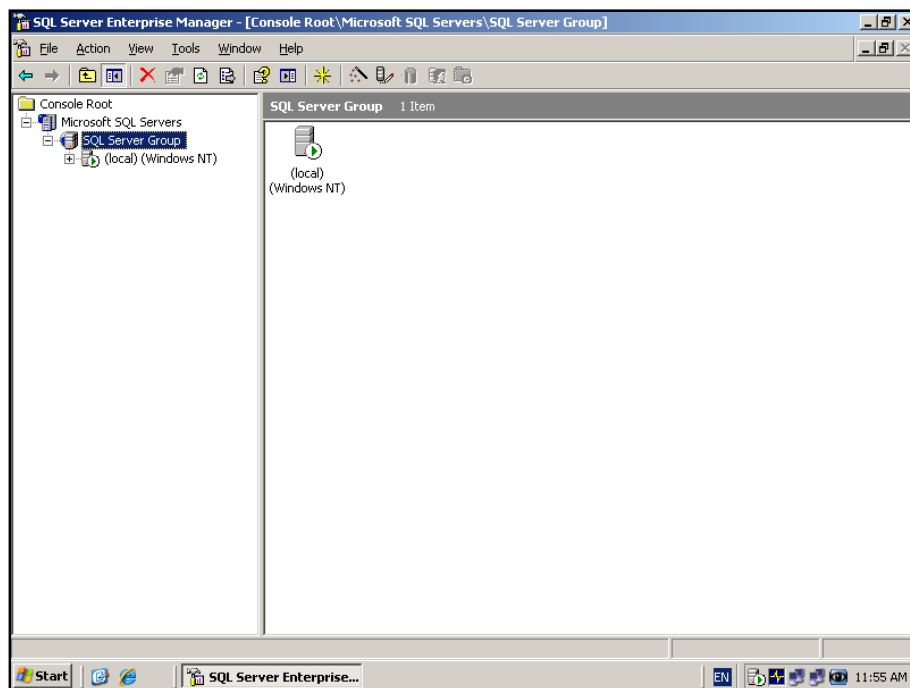 SQL Server Enterprise Manager - [Console Root\Microsoft SQL Servers\SQL Server Group]
File Action View Tools Window Help
Console Root
Microsoft SQL Servers
SQL Server Group
(local) (Windows NT)
SQL Server Group 1 Item
(local)
(Windows NT)
Start
SQL Server Enterprise...
EN
11:55 AM